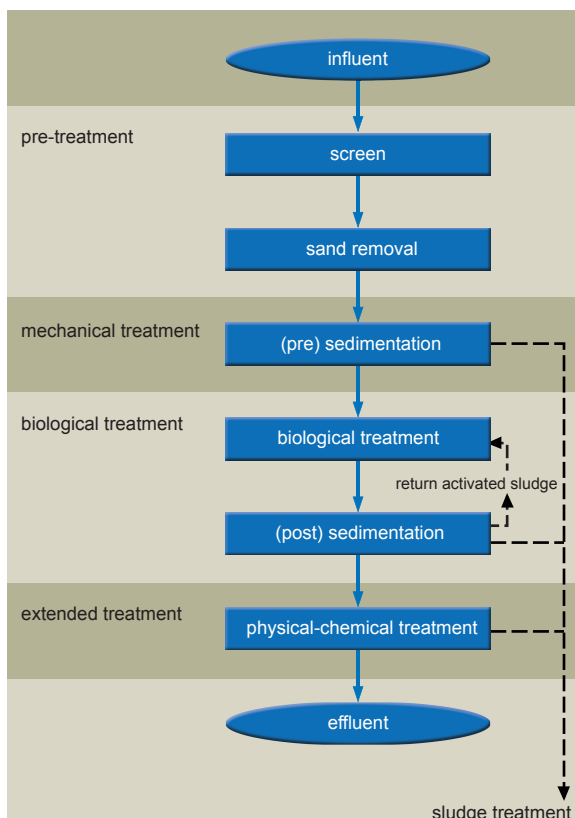 influent
pre-treatment
screen
sand removal
mechanical treatment
(pre) sedimentation
biological treatment
biological treatment
return activated sludge
(post) sedimentation
extended treatment
physical-chemical treatment
effluent
sludge treatment